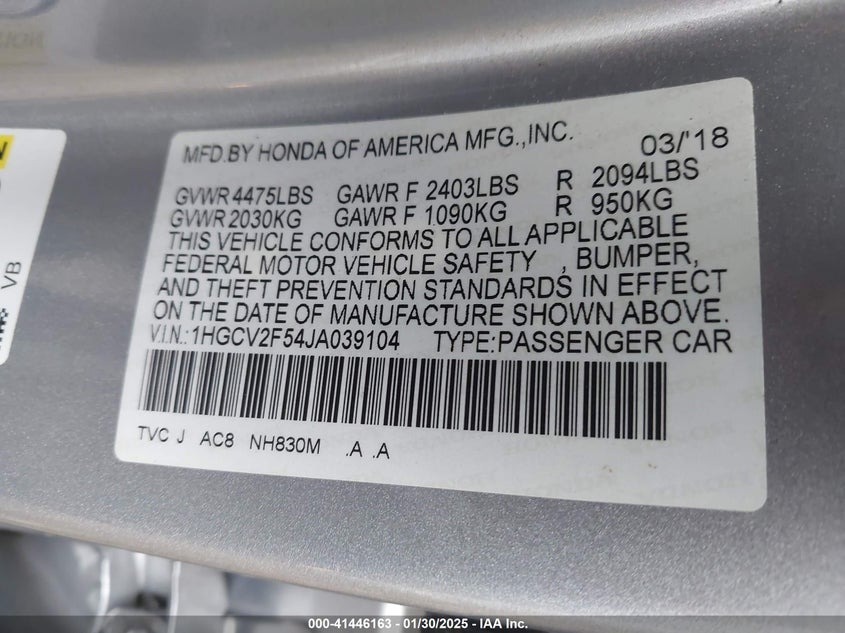 MFD.BY HONDA OF AMERICA MFG.,INC. 03/'18
GVWR 4475LBS GAWR F 2403LBS R 2094LBS
GVWR 2030KG GAWR F 1090KG R 950KG
THIS VEHICLE CONFORMS TO ALL APPLICABLE
FEDERAL MOTOR VEHICLE SAFETY , BUMPER,
AND THEFT PREVENTION STANDARDS IN EFFECT
ON THE DATE OF MANUFACTURE SHOWN ABOVE.
V.I.N.:1HGCV2F54JA039104 TYPE:PASSENGER CAR
TVC J AC8 NH830M .A .A
VB
000-41446163 - 01/30/2025 - IAA Inc.